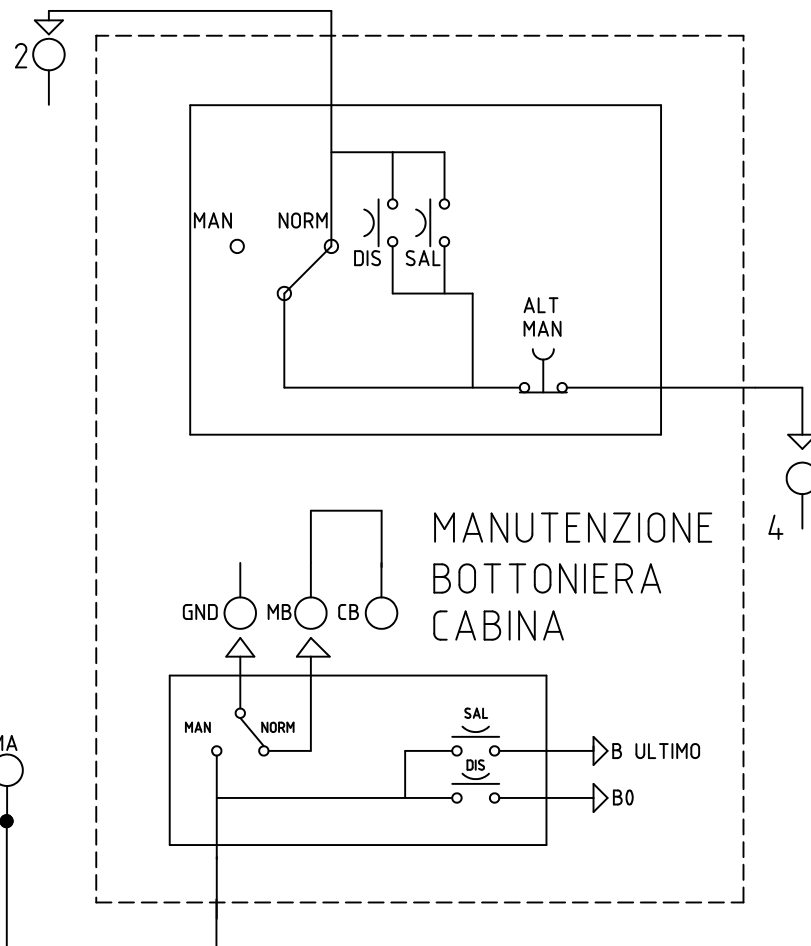 2
MAN
NORM
DIS
SAL
ALT
MAN
4
MANUTENZIONE
BOTTONIERA
CABINA
GND
MB
CB
MAN
NORM
SAL
DIS
B ULTIMO
B0
MA